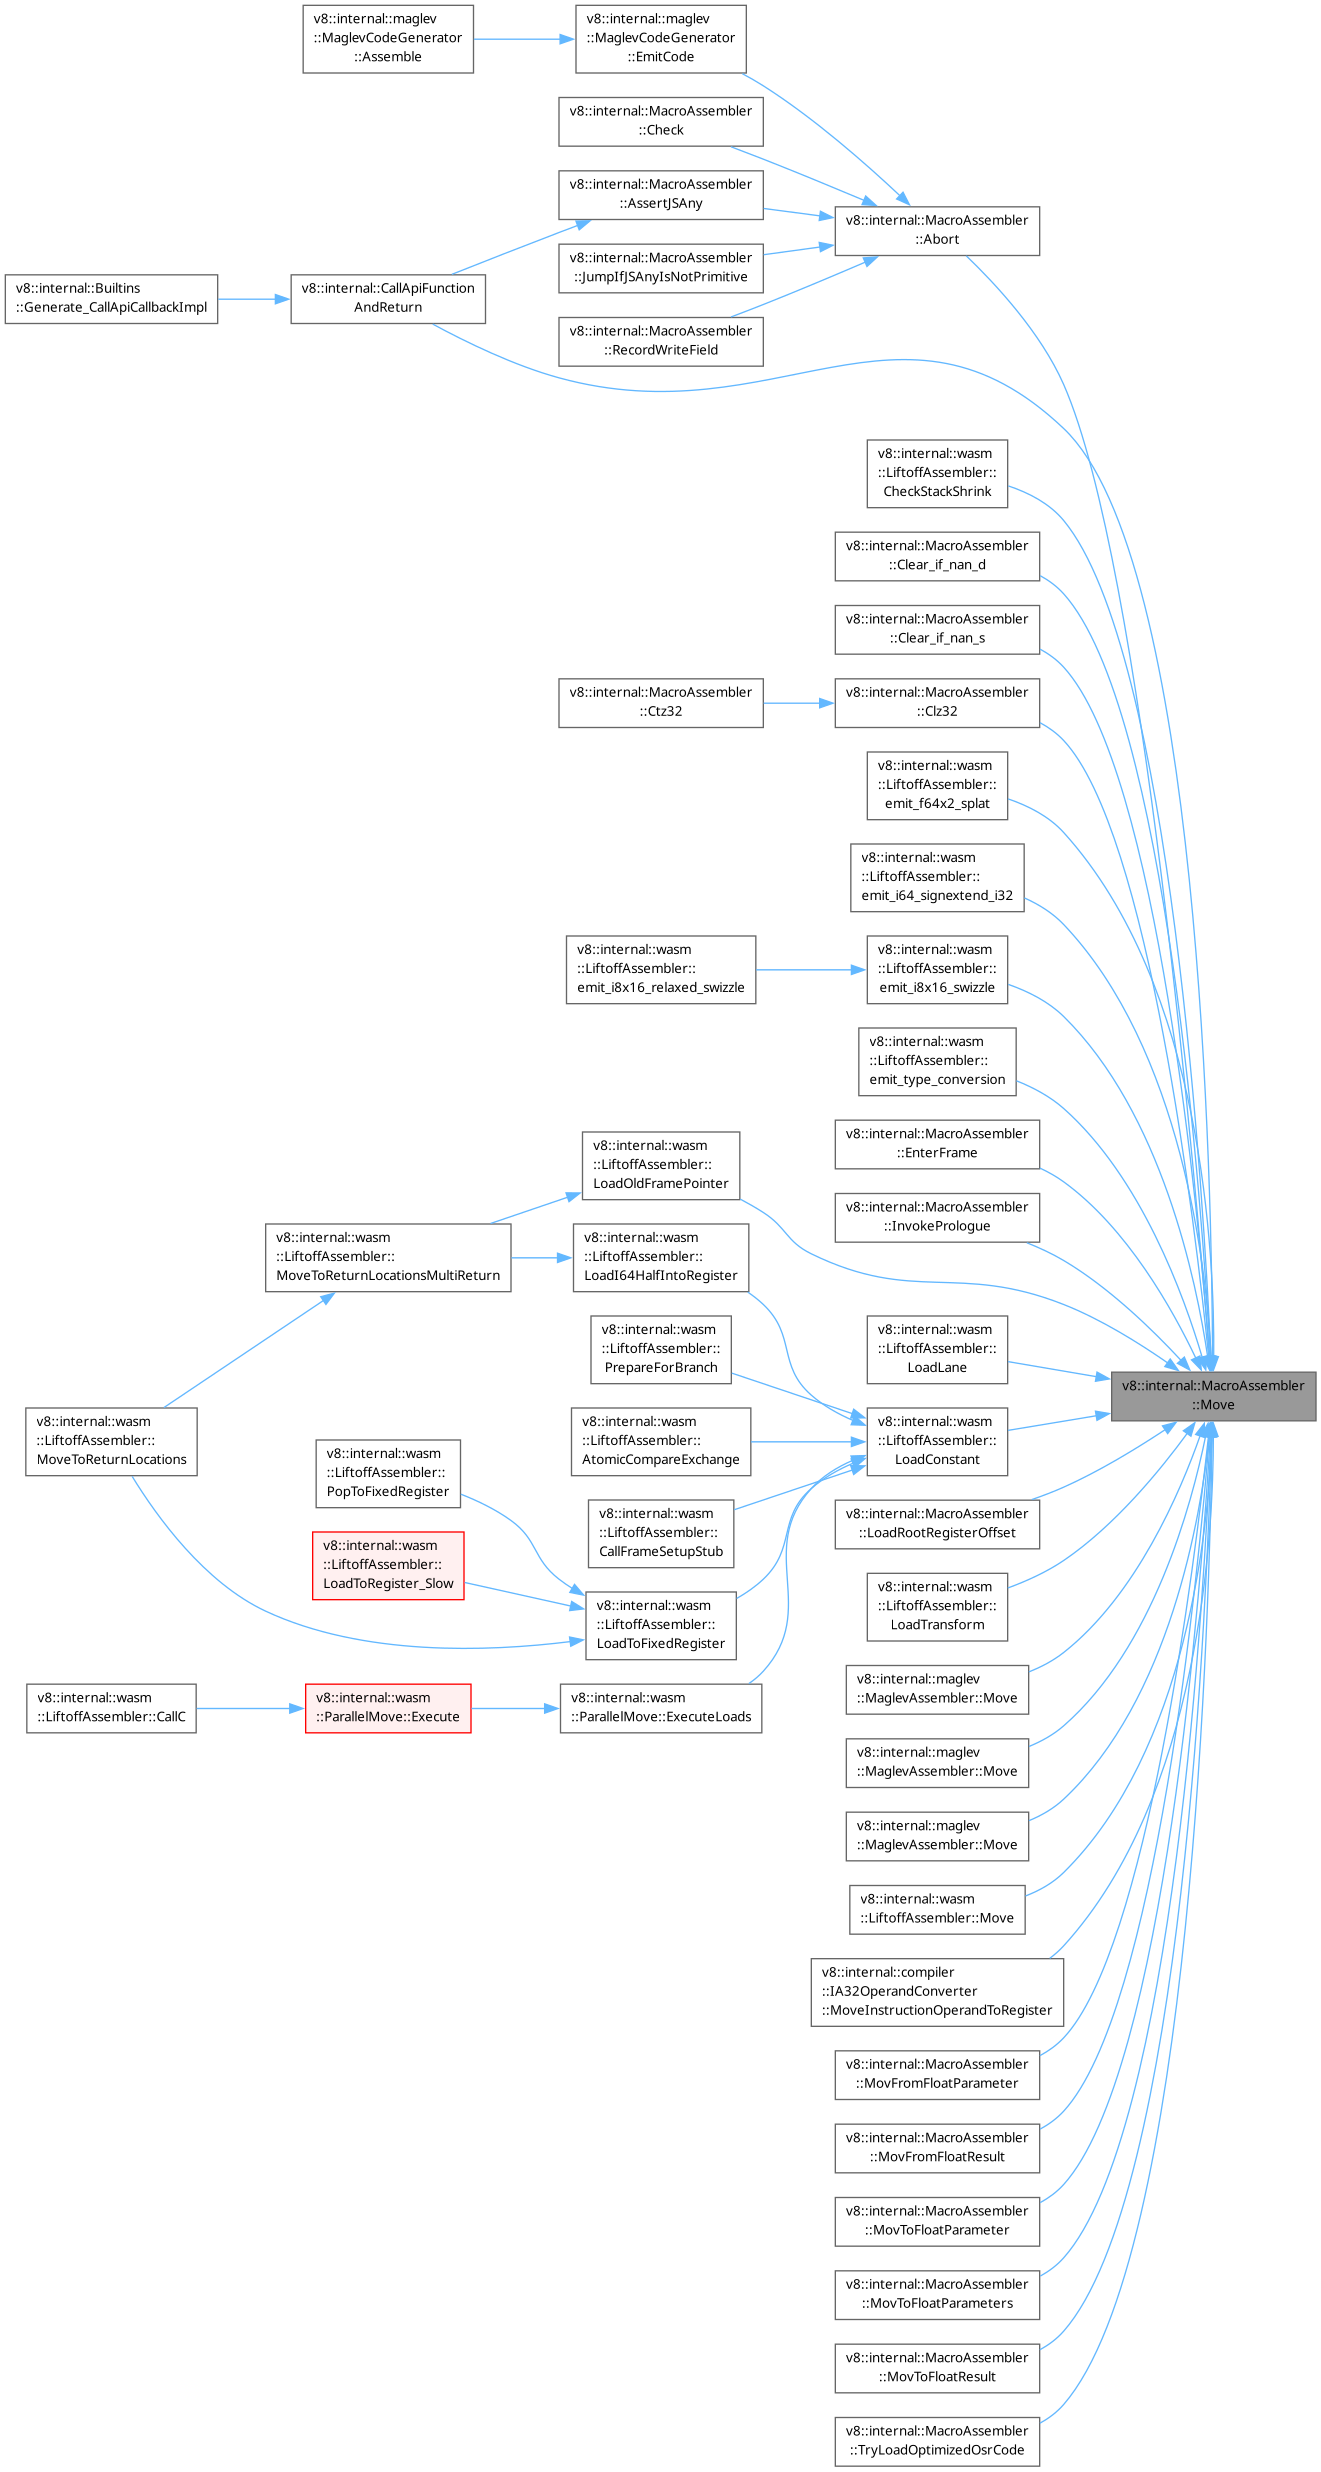 v8::internal::maglev
::MaglevCodeGenerator
::Assemble
v8::internal::maglev
::MaglevCodeGenerator
::EmitCode
v8::internal::MacroAssembler
::Check
v8::internal::MacroAssembler
::AssertJSAny
v8::internal::MacroAssembler
::Abort
v8::internal::MacroAssembler
::JumpIfJSAnyIsNotPrimitive
v8::internal::Builtins
::Generate_CallApiCallbackImpl
v8::internal::CallApiFunction
AndReturn
v8::internal::MacroAssembler
::RecordWriteField
v8::internal::wasm
::LiftoffAssembler::
CheckStackShrink
v8::internal::MacroAssembler
::Clear_if_nan_d
v8::internal::MacroAssembler
::Clear_if_nan_s
v8::internal::MacroAssembler
::Ctz32
v8::internal::MacroAssembler
::Clz32
v8::internal::wasm
::LiftoffAssembler::
emit_f64x2_splat
v8::internal::wasm
::LiftoffAssembler::
emit_i64_signextend_i32
v8::internal::wasm
::LiftoffAssembler::
emit_i8x16_relaxed_swizzle
v8::internal::wasm
::LiftoffAssembler::
emit_i8x16_swizzle
v8::internal::wasm
::LiftoffAssembler::
emit_type_conversion
v8::internal::MacroAssembler
::EnterFrame
v8::internal::wasm
::LiftoffAssembler::
LoadOldFramePointer
v8::internal::MacroAssembler
::InvokePrologue
v8::internal::wasm
::LiftoffAssembler::
MoveToReturnLocationsMultiReturn
v8::internal::wasm
::LiftoffAssembler::
LoadI64HalfIntoRegister
v8::internal::wasm
::LiftoffAssembler::
PrepareForBranch
v8::internal::wasm
::LiftoffAssembler::
LoadLane
v8::internal::MacroAssembler
::Move
v8::internal::wasm
::LiftoffAssembler::
MoveToReturnLocations
v8::internal::wasm
::LiftoffAssembler::
AtomicCompareExchange
v8::internal::wasm
::LiftoffAssembler::
LoadConstant
v8::internal::wasm
::LiftoffAssembler::
PopToFixedRegister
v8::internal::wasm
::LiftoffAssembler::
CallFrameSetupStub
v8::internal::MacroAssembler
::LoadRootRegisterOffset
v8::internal::wasm
::LiftoffAssembler::
LoadToRegister_Slow
v8::internal::wasm
::LiftoffAssembler::
LoadToFixedRegister
v8::internal::wasm
::LiftoffAssembler::
LoadTransform
v8::internal::wasm
::LiftoffAssembler::CallC
v8::internal::wasm
::ParallelMove::Execute
v8::internal::wasm
::ParallelMove::ExecuteLoads
v8::internal::maglev
::MaglevAssembler::Move
v8::internal::maglev
::MaglevAssembler::Move
v8::internal::maglev
::MaglevAssembler::Move
v8::internal::wasm
::LiftoffAssembler::Move
v8::internal::compiler
::IA32OperandConverter
::MoveInstructionOperandToRegister
v8::internal::MacroAssembler
::MovFromFloatParameter
v8::internal::MacroAssembler
::MovFromFloatResult
v8::internal::MacroAssembler
::MovToFloatParameter
v8::internal::MacroAssembler
::MovToFloatParameters
v8::internal::MacroAssembler
::MovToFloatResult
v8::internal::MacroAssembler
::TryLoadOptimizedOsrCode